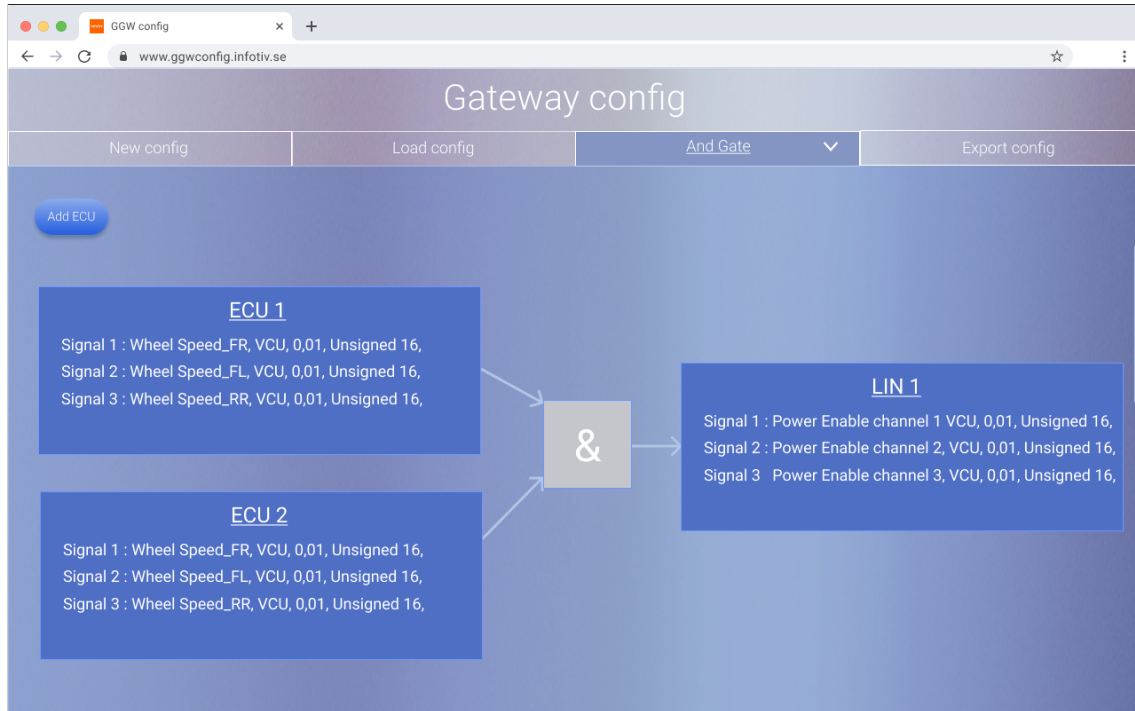 GGW config
www.ggwconfig.infotiv.se
Gateway config
New config
Load config
And Gate
Export config
Add ECU
ECU 1
Signal 1 : Wheel Speed_FR, VCU, 0,01, Unsigned 16,
Signal 2 : Wheel Speed_FL, VCU, 0,01, Unsigned 16,
Signal 3 : Wheel Speed_RR, VCU, 0,01, Unsigned 16,
&
LIN 1
Signal 1 : Power Enable channel 1 VCU, 0,01, Unsigned 16,
Signal 2 : Power Enable channel 2, VCU, 0,01, Unsigned 16,
Signal 3 Power Enable channel 3, VCU, 0,01, Unsigned 16,
ECU 2
Signal 1 : Wheel Speed_FR, VCU, 0,01, Unsigned 16,
Signal 2 : Wheel Speed_FL, VCU, 0,01, Unsigned 16,
Signal 3 : Wheel Speed_RR, VCU, 0,01, Unsigned 16,